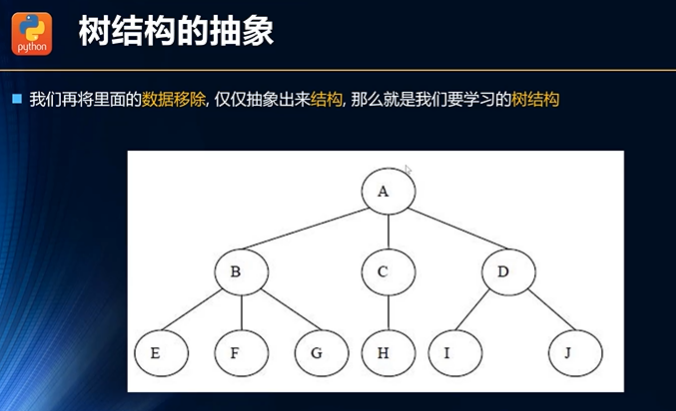 python
树结构的抽象
我们再将里面的数据移除, 仅仅抽象出来结构, 那么就是我们要学习的树结构
A
B C D
E F G H I J